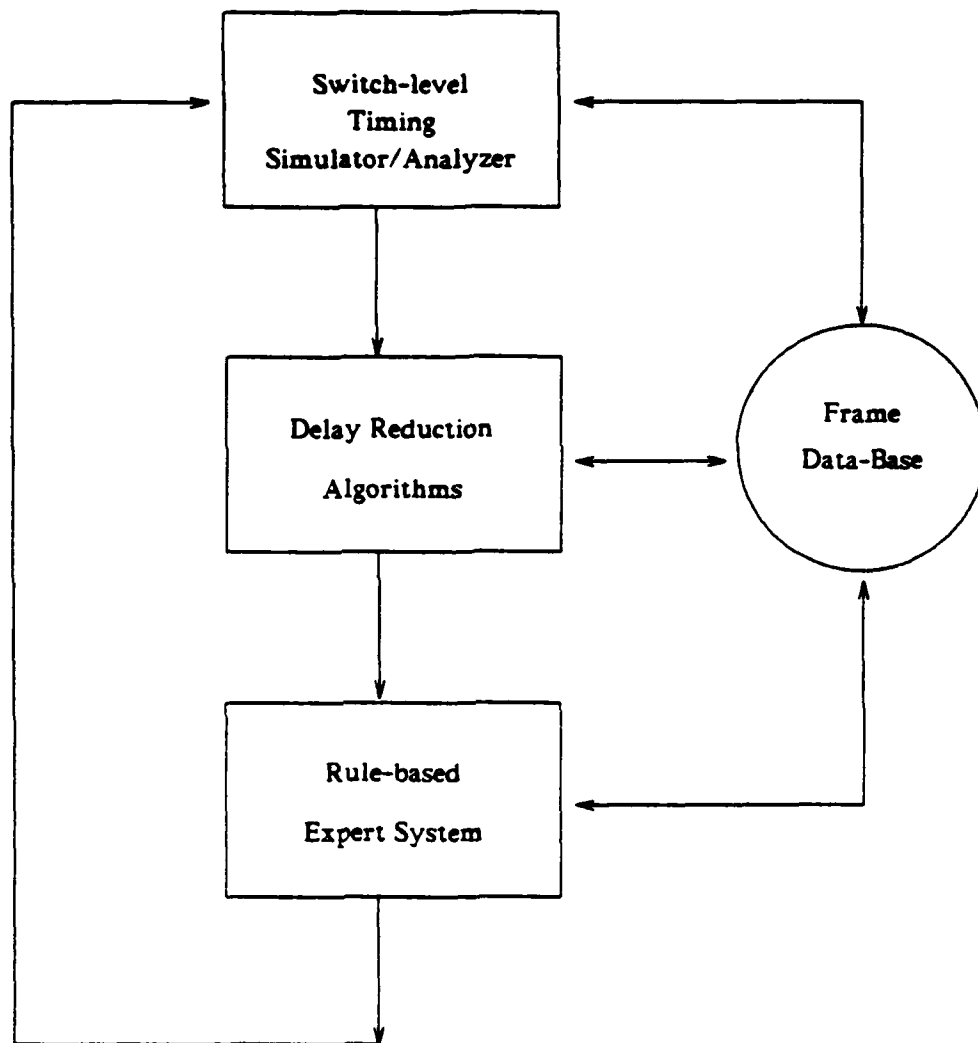 Switch-level
Timing
Simulator/Analyzer
Delay Reduction
Algorithms
Frame
Data-Base
Rule-based
Expert System